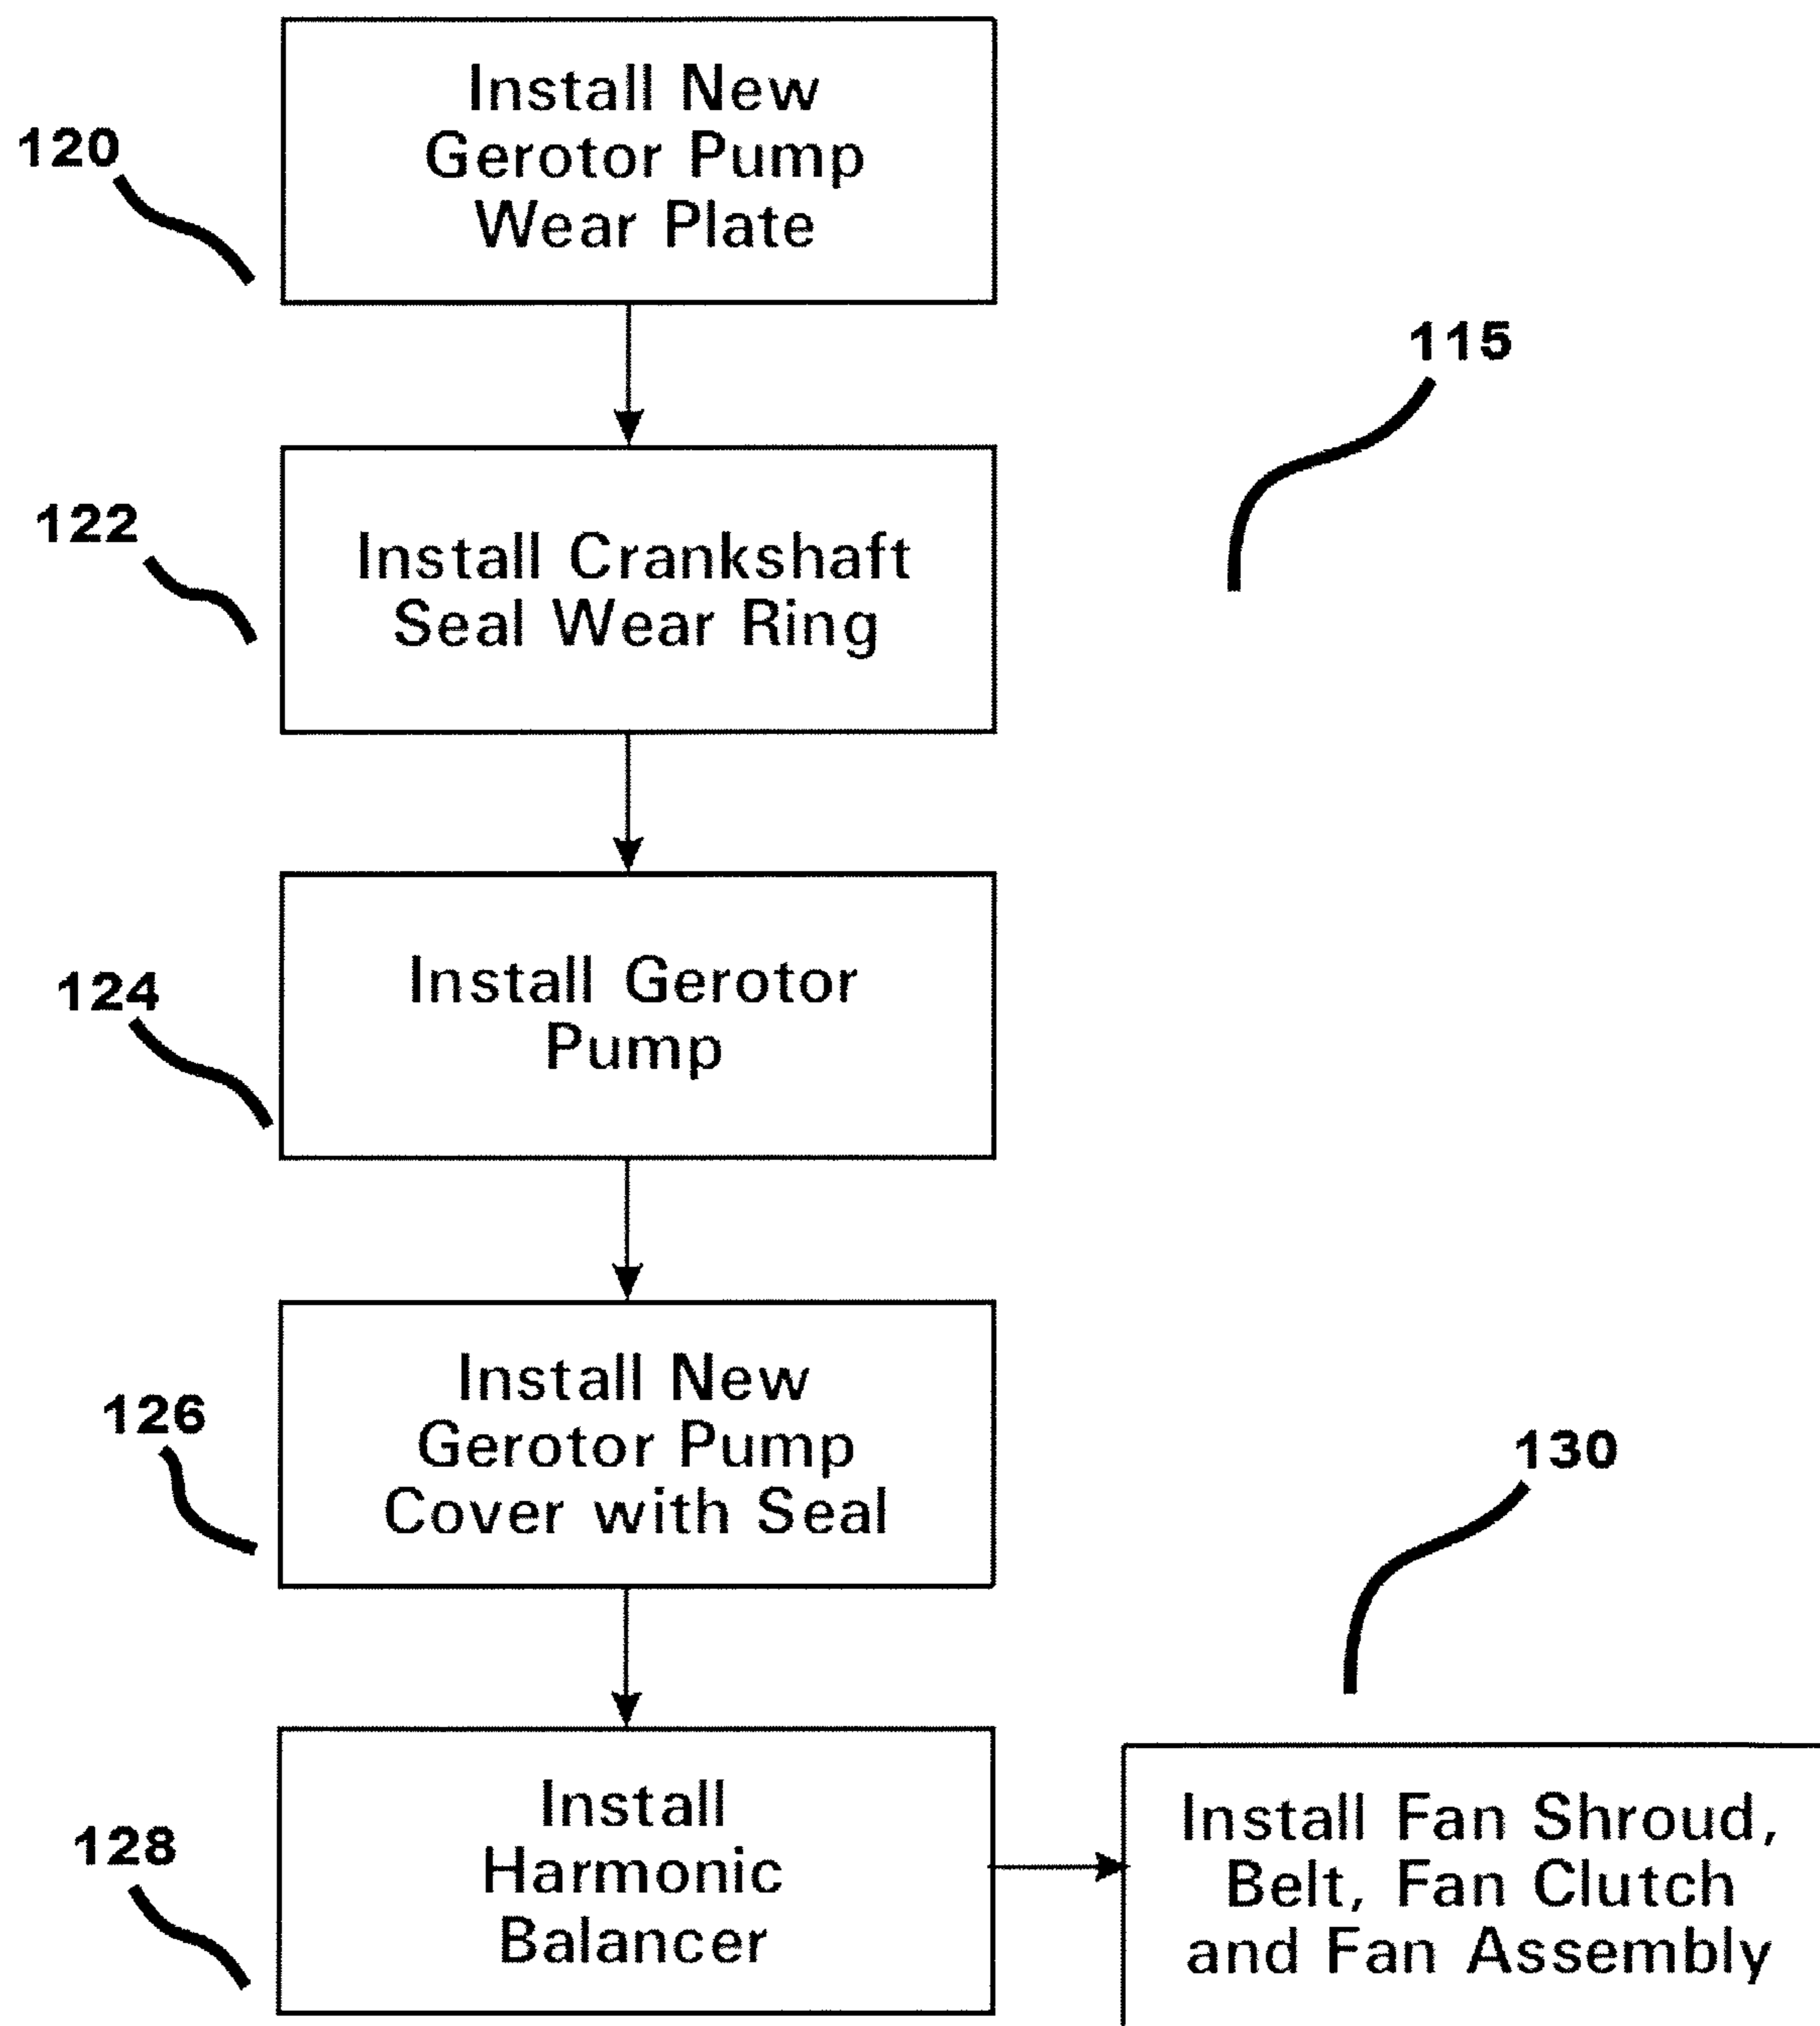 120
Install New
Gerotor Pump
Wear Plate
115
122
Install Crankshaft
Seal Wear Ring
124
Install Gerotor
Pump
126
Install New
Gerotor Pump
Cover with Seal
130
128
Install
Harmonic
Balancer
Install Fan Shroud,
Belt, Fan Clutch
and Fan Assembly